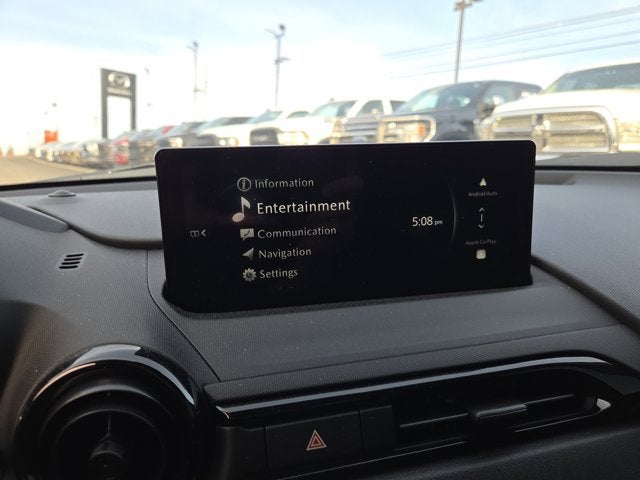 Information
Entertainment
Communication
Navigation
Settings
5:08 pm
Android Auto
Apple CarPlay